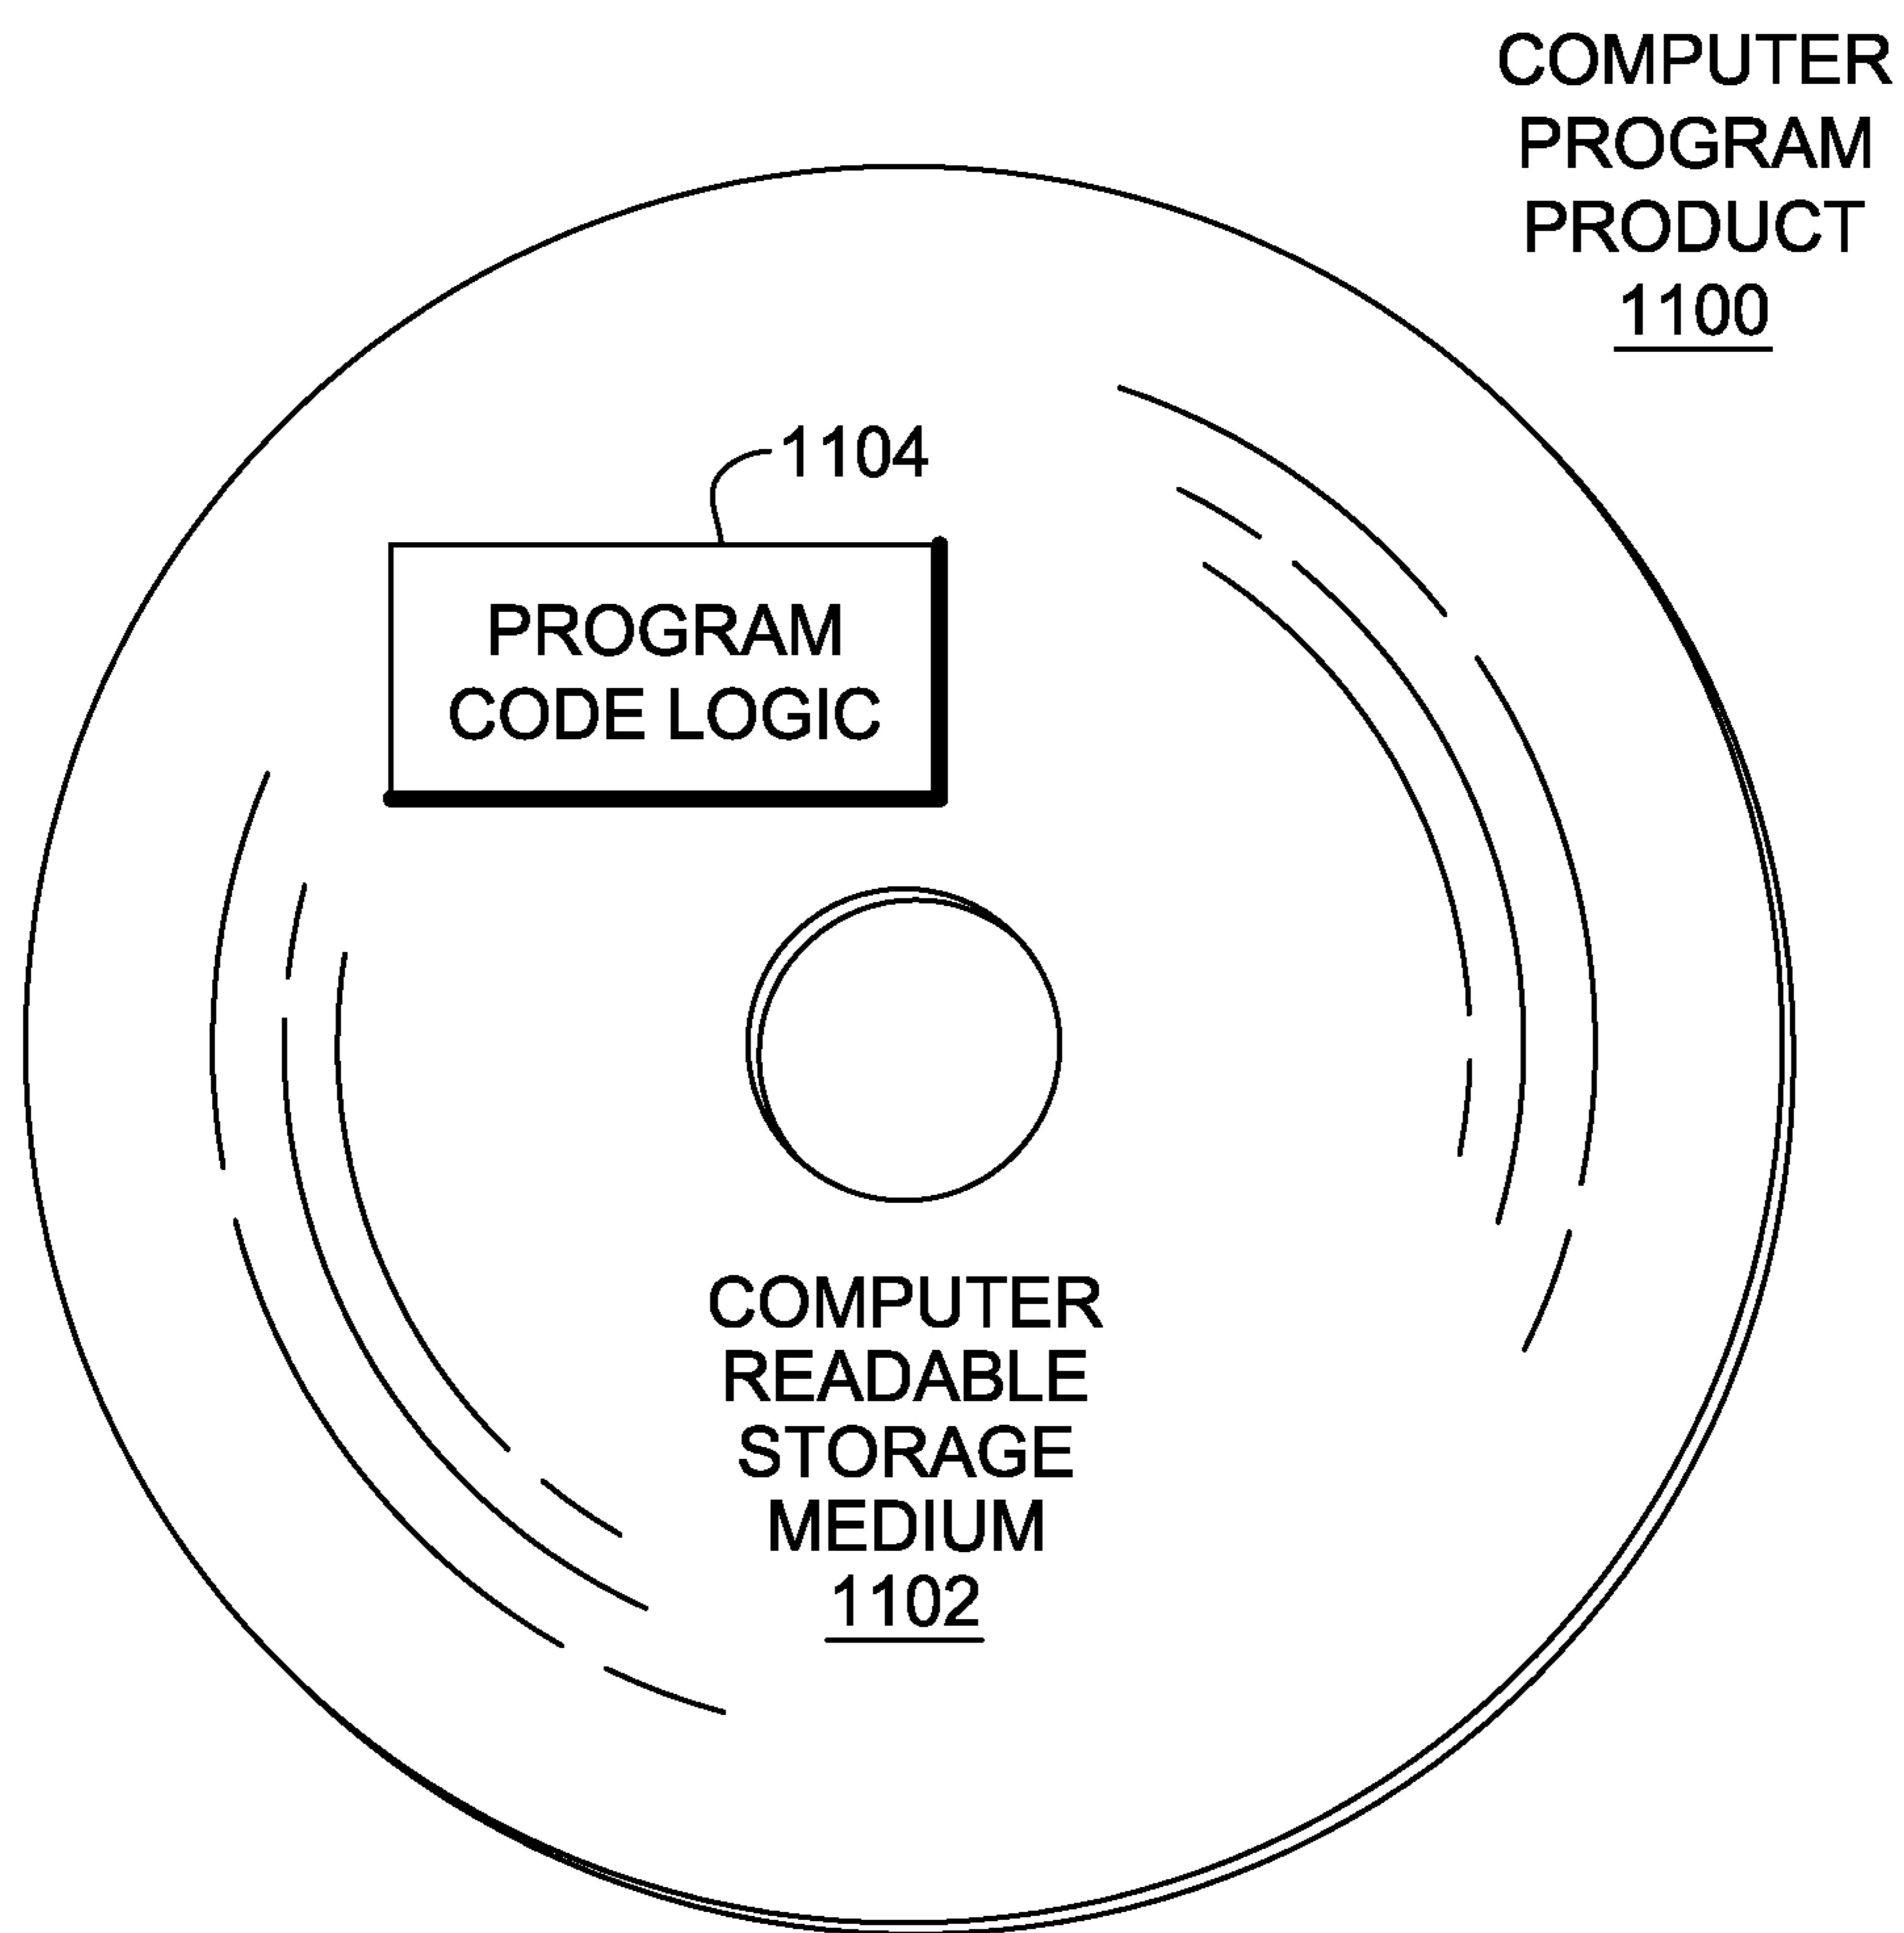 COMPUTER
PROGRAM
PRODUCT
1100
1104
PROGRAM
CODE LOGIC
COMPUTER
READABLE
STORAGE
MEDIUM
1102